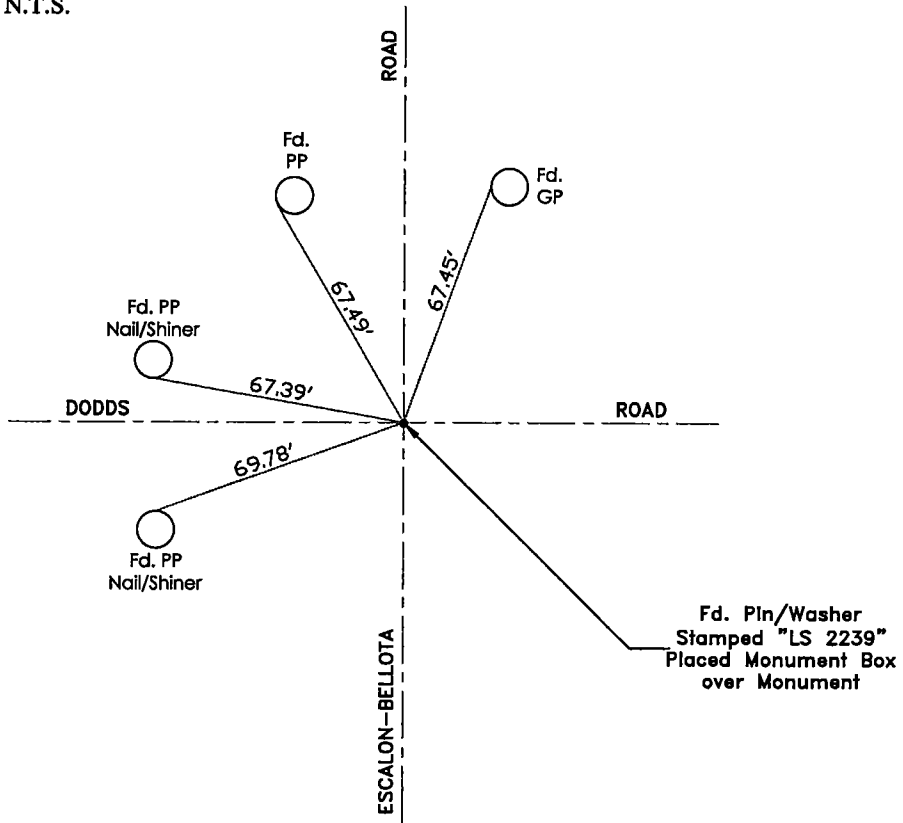 N.T.S.
ROAD
Fd.
PP
Fd.
GP
67.49'
67.45'
Fd. PP
Nail/Shiner
67.39'
DODDS
ROAD
69.78'
Fd. PP
Nail/Shiner
ESCALON-BELLOTA
Fd. Pin/Washer
Stamped "LS 2239"
Placed Monument Box
over Monument